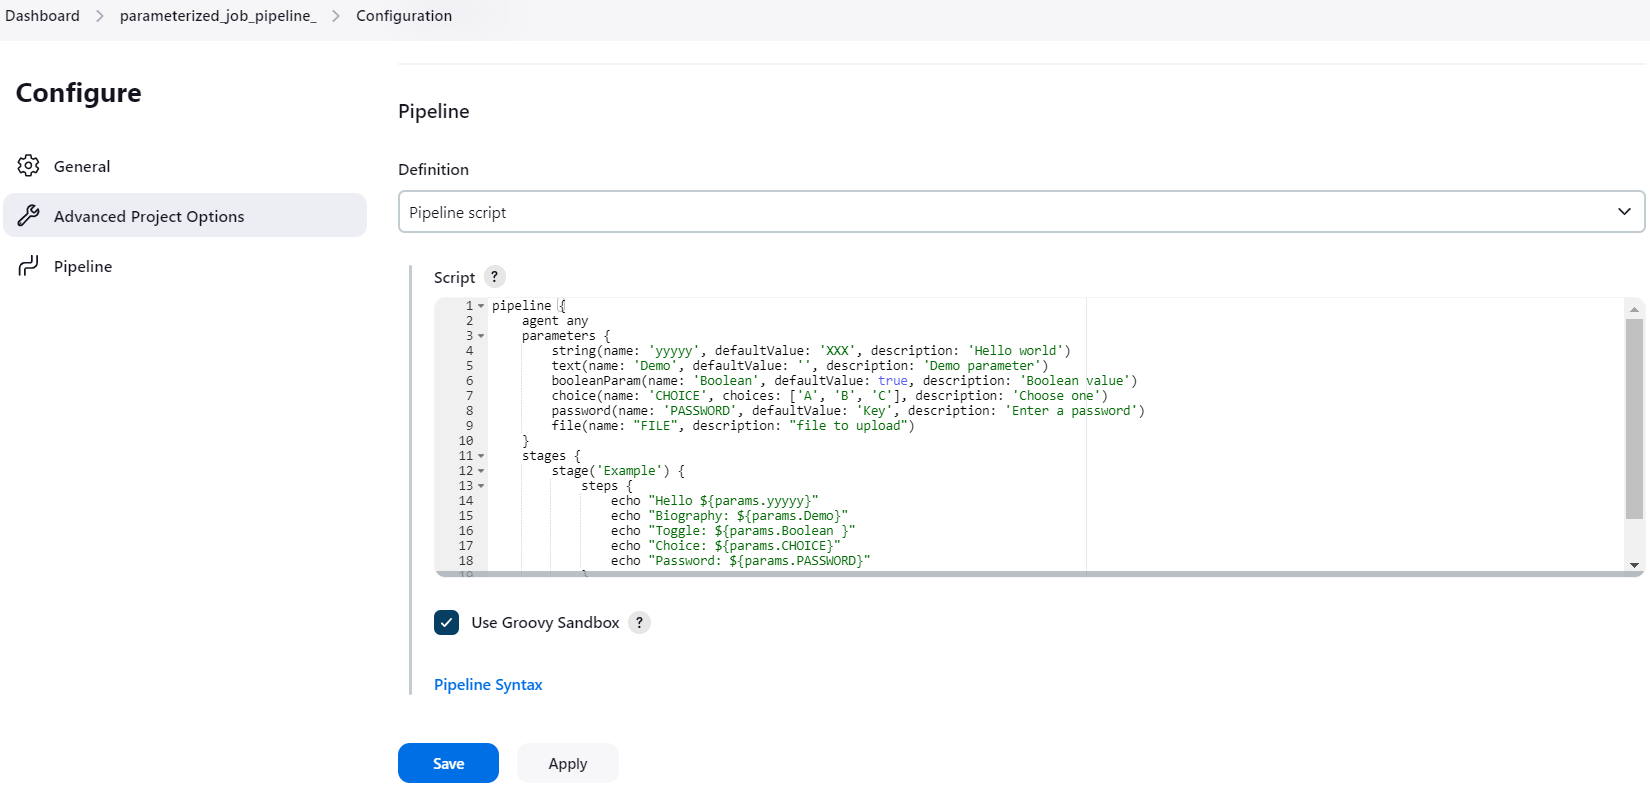 Dashboard > parameterized_job_pipeline_ > Configuration
Configure
General
Advanced Project Options
Pipeline
Pipeline
Definition
Pipeline script
Script ?
1 pipeline {
2     agent any
3     parameters {
4         string(name: 'yyyyy', defaultValue: 'XXX', description: 'Hello world')
5         text(name: 'Demo', defaultValue: '', description: 'Demo parameter')
6         booleanParam(name: 'Boolean', defaultValue: true, description: 'Boolean value')
7         choice(name: 'CHOICE', choices: ['A', 'B', 'C'], description: 'Choose one')
8         password(name: 'PASSWORD', defaultValue: 'Key', description: 'Enter a password')
9         file(name: "FILE", description: "file to upload")
10     }
11     stages {
12         stage('Example') {
13             steps {
14                 echo "Hello ${params.yyyyy}"
15                 echo "Biography: ${params.Demo}"
16                 echo "Toggle: ${params.Boolean }"
17                 echo "Choice: ${params.CHOICE}"
18                 echo "Password: ${params.PASSWORD}"
19             }
Use Groovy Sandbox ?
Pipeline Syntax
Save
Apply